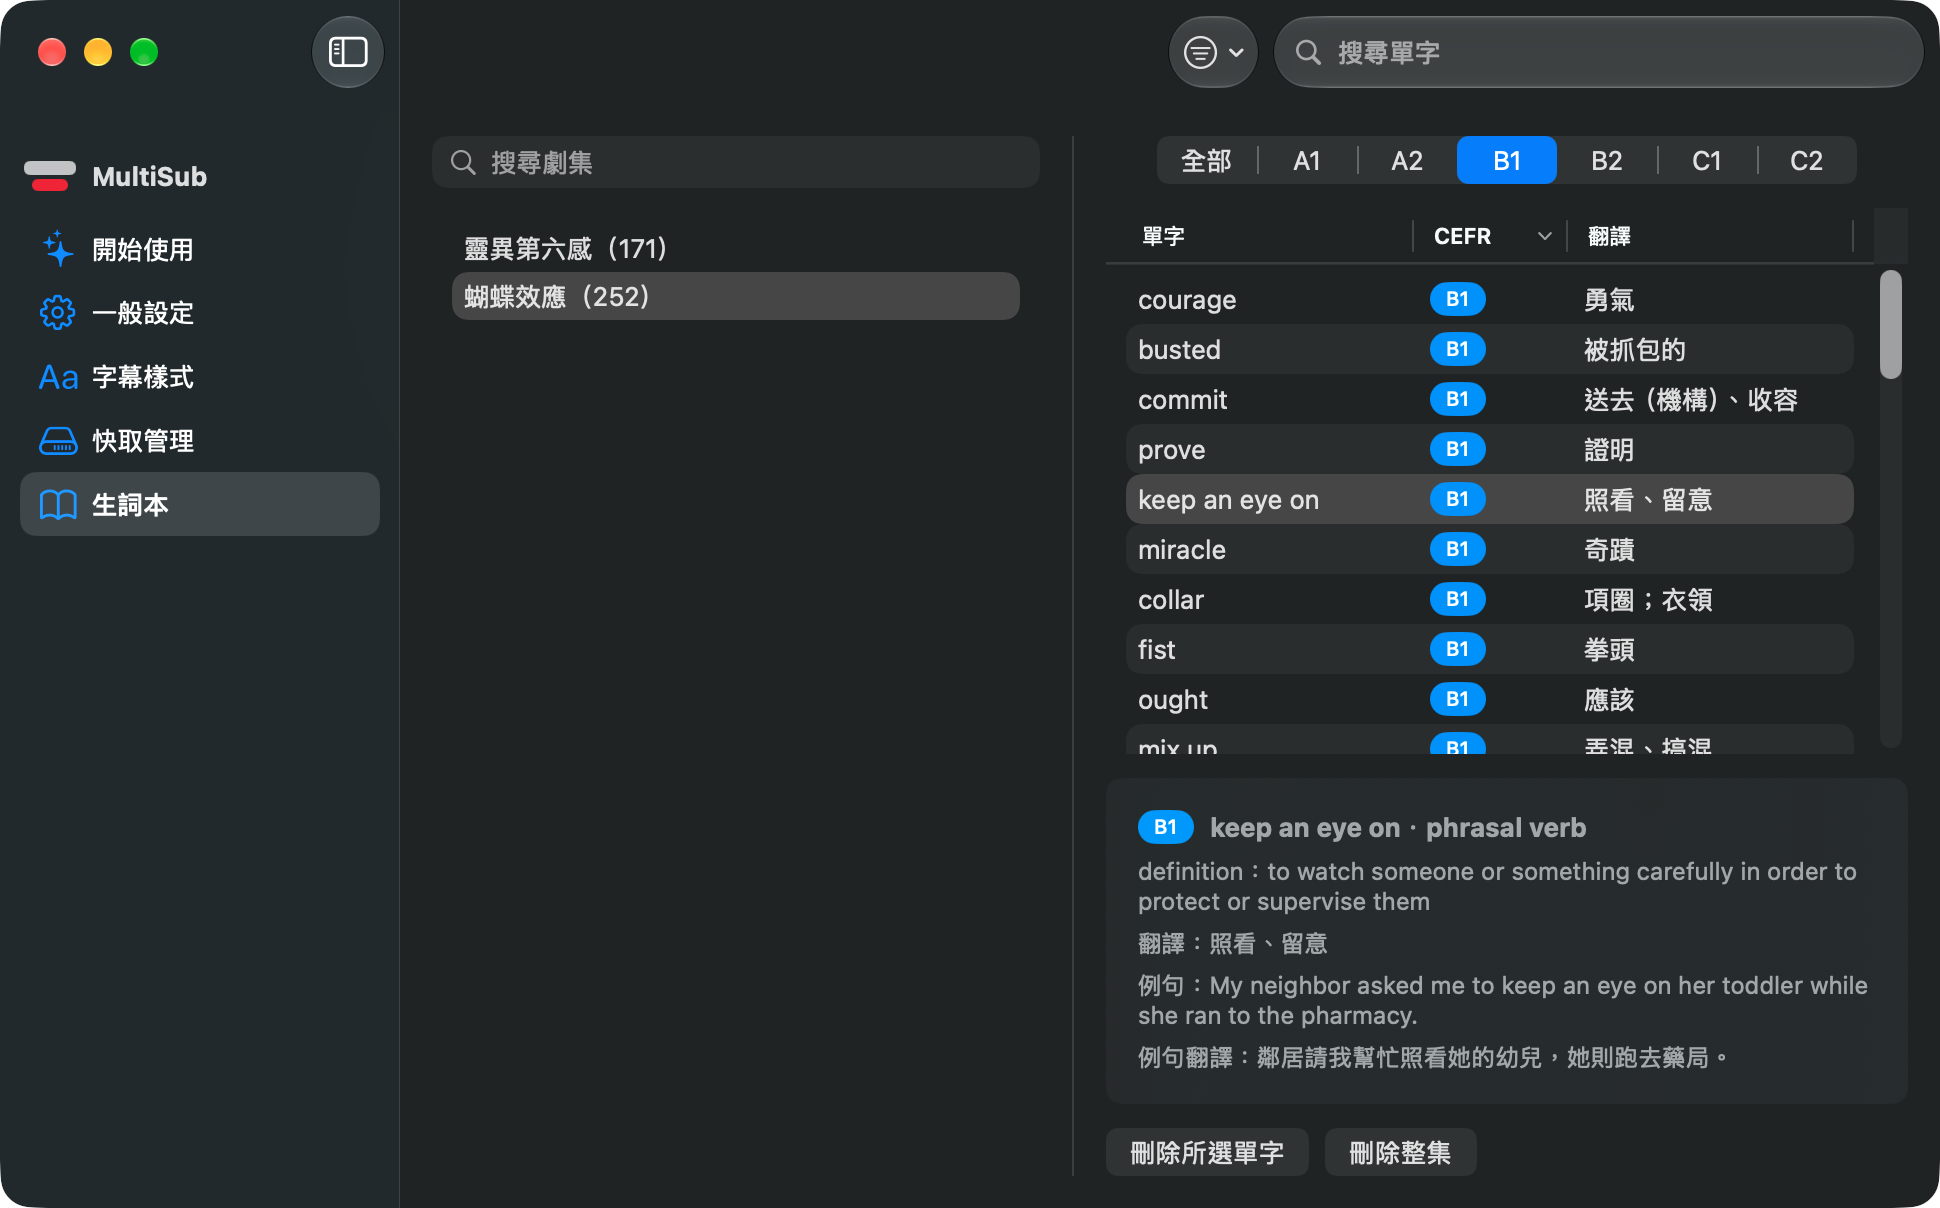 搜尋單字
MultiSub
開始使用
一般設定
Aa 字幕樣式
快取管理
生詞本
搜尋劇集
靈異第六感（171）
蝴蝶效應（252）
全部 A1 A2 B1 B2 C1 C2
單字 CEFR 翻譯
courage B1 勇氣
busted B1 被抓包的
commit B1 送去（機構）、收容
prove B1 證明
keep an eye on B1 照看、留意
miracle B1 奇蹟
collar B1 項圈；衣領
fist B1 拳頭
ought B1 應該
mix up B1 弄混、搞混
B1 keep an eye on · phrasal verb
definition：to watch someone or something carefully in order to
protect or supervise them
翻譯：照看、留意
例句：My neighbor asked me to keep an eye on her toddler while
she ran to the pharmacy.
例句翻譯：鄰居請我幫忙照看她的幼兒，她則跑去藥局。
刪除所選單字 刪除整集